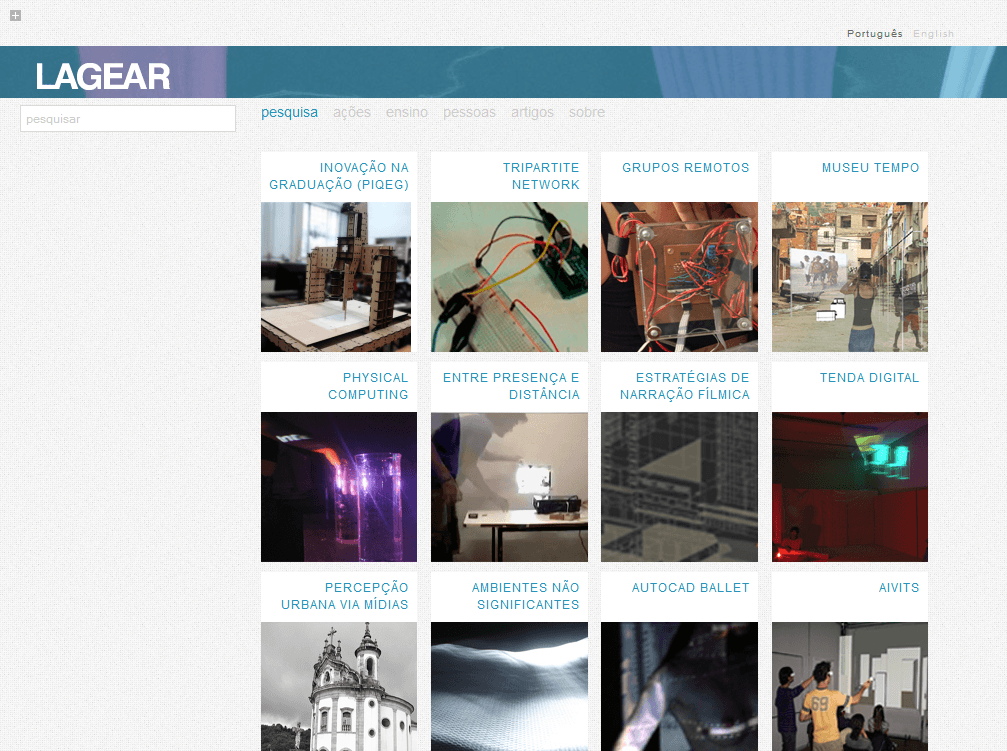 Português English
LAGEAR
pesquisar
pesquisa ações ensino pessoas artigos sobre
INOVAÇÃO NA
GRADUAÇÃO (PIQEG)
TRIPARTITE
NETWORK
GRUPOS REMOTOS
MUSEU TEMPO
PHYSICAL
COMPUTING
ENTRE PRESENÇA E
DISTÂNCIA
ESTRATÉGIAS DE
NARRAÇÃO FÍLMICA
TENDA DIGITAL
PERCEPÇÃO
URBANA VIA MÍDIAS
AMBIENTES NÃO
SIGNIFICANTES
AUTOCAD BALLET
AIVITS
69